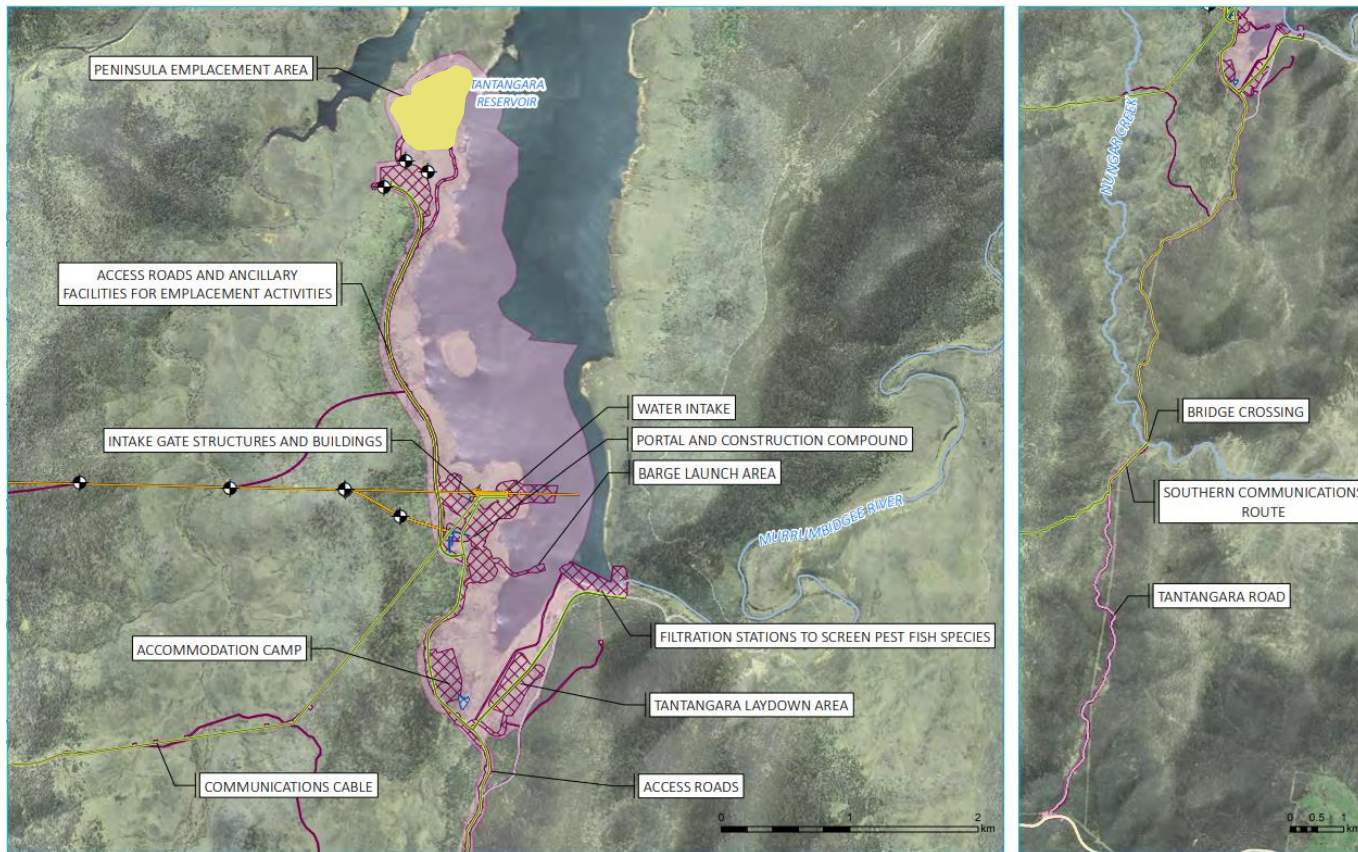 PENINSULA EMPLACEMENT AREA
TANTANGARA
RESERVOIR
ACCESS ROADS AND ANCILLARY
FACILITIES FOR EMPLACEMENT ACTIVITIES
WATER INTAKE
INTAKE GATE STRUCTURES AND BUILDINGS
PORTAL AND CONSTRUCTION COMPOUND
BARGE LAUNCH AREA
MURRUMBIDGEE RIVER
FILTRATION STATIONS TO SCREEN PEST FISH SPECIES
ACCOMMODATION CAMP
TANTANGARA LAYDOWN AREA
COMMUNICATIONS CABLE
ACCESS ROADS
0 1 2
km
NUNGAR CREEK
BRIDGE CROSSING
SOUTHERN COMMUNICATIONS
ROUTE
TANTANGARA ROAD
0 0.5 1
km